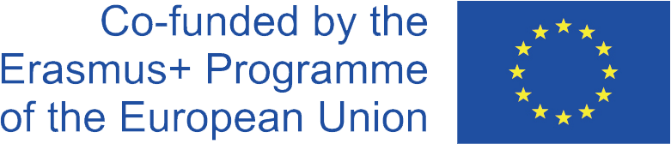 Co-funded by the
Erasmus+ Programme
of the European Union